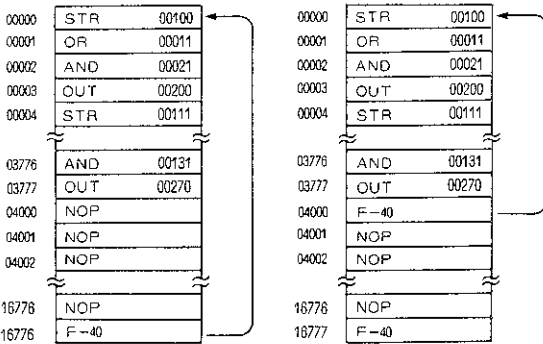 00000 STR 00100
00001 OR 00011
00002 AND 00021
00003 OUT 00200
00004 STR 00111
03776 AND 00131
03777 OUT 00270
04000 NOP
04001 NOP
04002 NOP
16776 NOP
16776 F-40
00000 STR 00100
00001 OR 00011
00002 AND 00021
00003 OUT 00200
00004 STR 00111
03776 AND 00131
03777 OUT 00270
04000 F-40
04001 NOP
04002 NOP
16776 NOP
16777 F-40